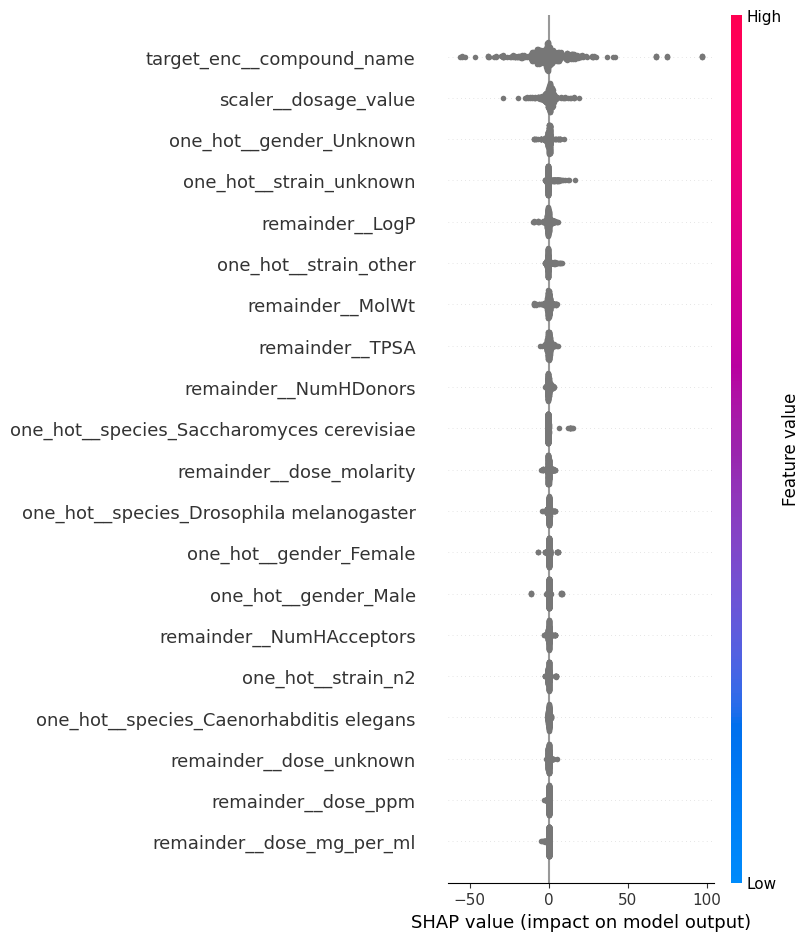 High
target_enc__compound_name
scaler__dosage_value
one_hot__gender_Unknown
one_hot__strain_unknown
remainder__LogP
one_hot__strain_other
remainder__MolWt
remainder__TPSA
remainder__NumHDonors
one_hot__species_Saccharomyces cerevisiae
remainder__dose_molarity
one_hot__species_Drosophila melanogaster
one_hot__gender_Female
one_hot__gender_Male
remainder__NumHAcceptors
one_hot__strain_n2
one_hot__species_Caenorhabditis elegans
remainder__dose_unknown
remainder__dose_ppm
remainder__dose_mg_per_ml
Feature value
Low
−50 0 50 100
SHAP value (impact on model output)